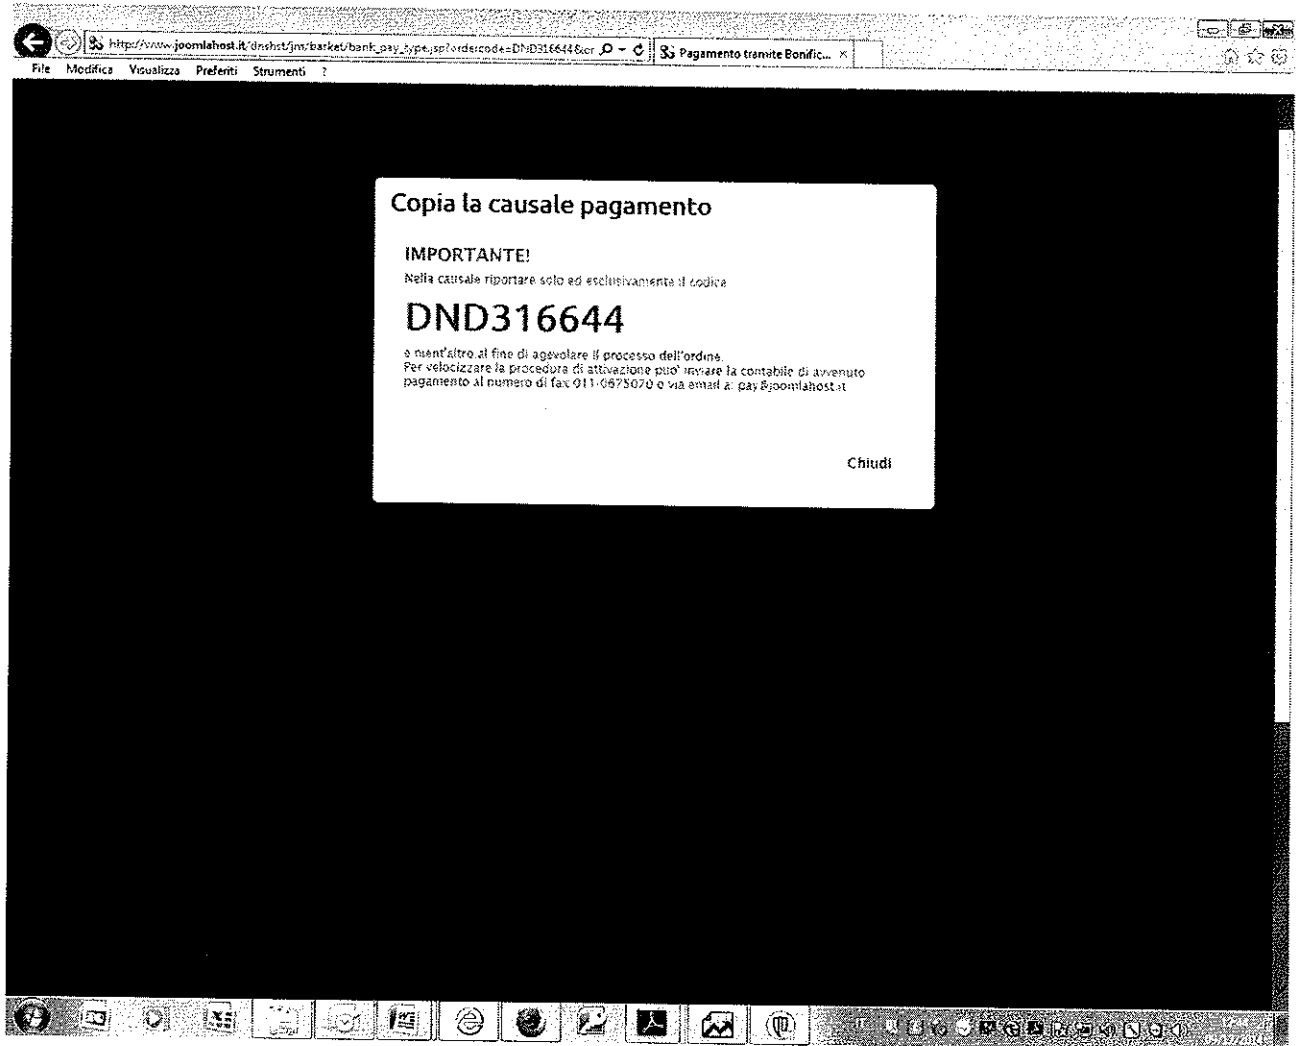 http://www.joomlahost.it/dnshst/jm/basket/bank_pay_type.jsp?ordercode=DND316644&or
Pagamento tramite Bonific...
File Modifica Visualizza Preferiti Strumenti ?
Copia la causale pagamento
IMPORTANTE!
Nella causale riportare solo ed esclusivamente il codice
DND316644
e nient'altro al fine di agevolare il processo dell'ordine.
Per velocizzare la procedura di attivazione puo' inviare la contabile di avvenuto
pagamento al numero di fax 011-0675070 o via email a: pay@joomlahost.it
Chiudi
IT